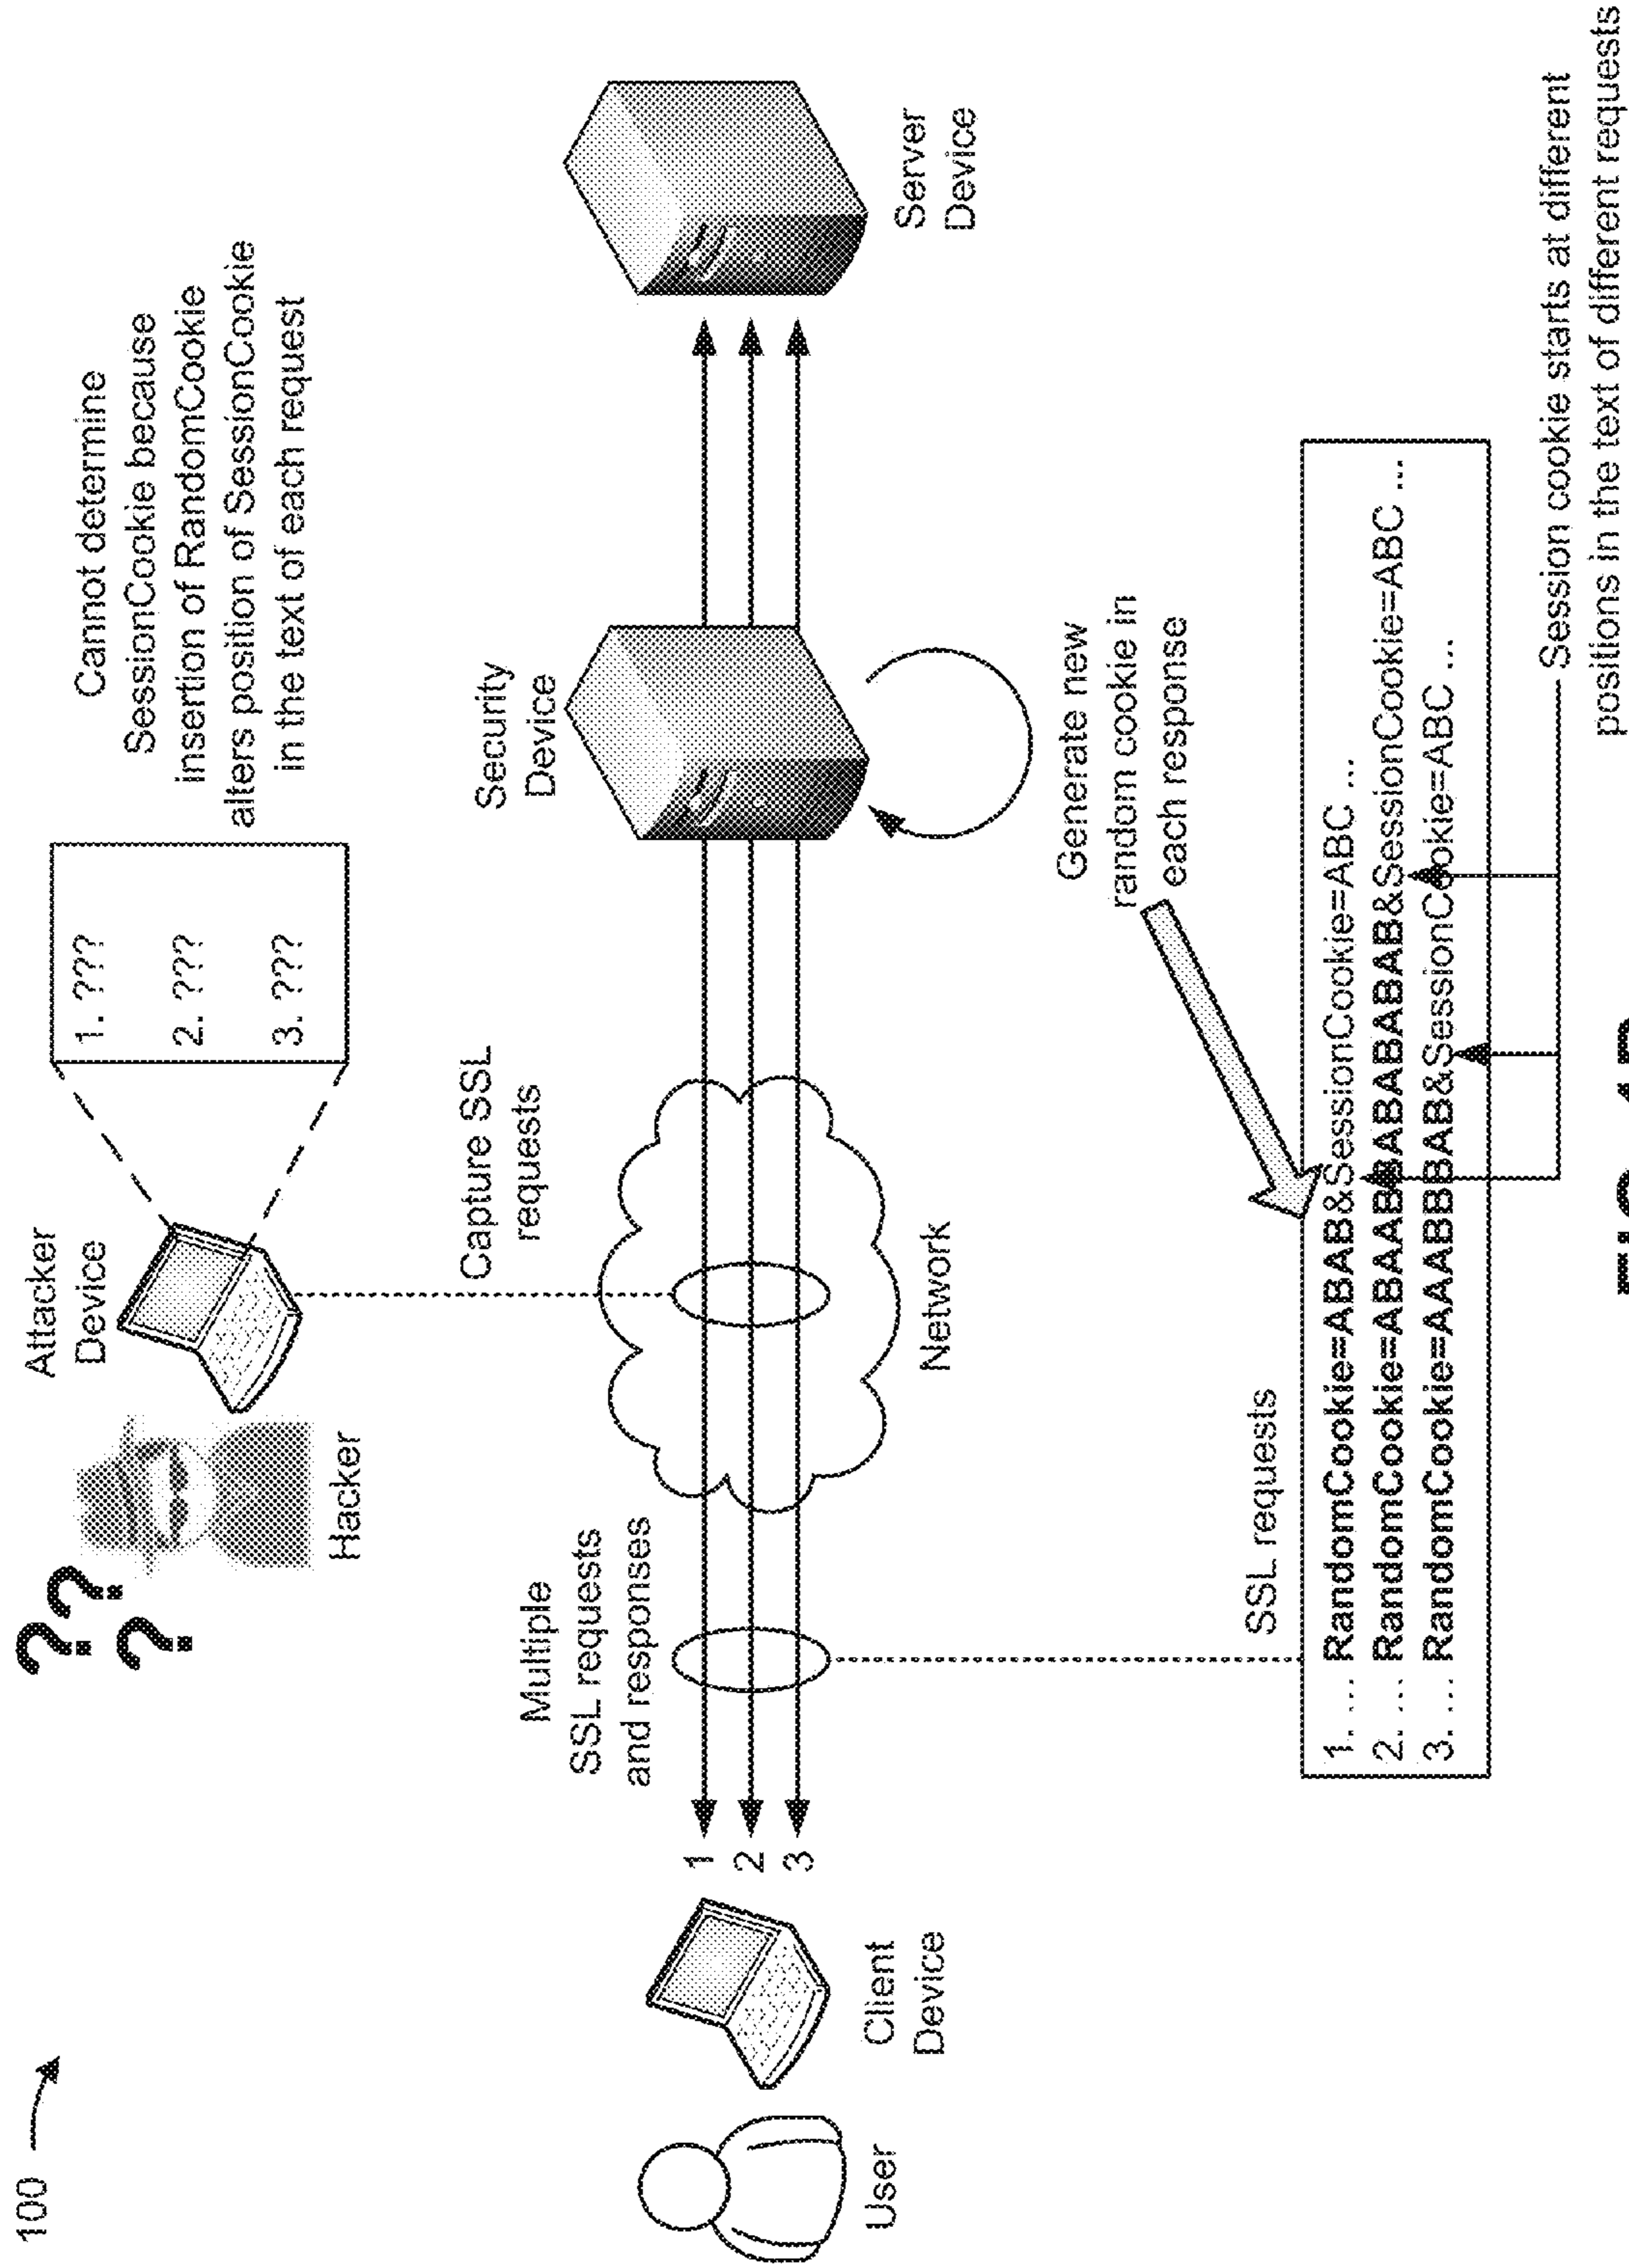 100
? ? ?
Hacker
Attacker
Device
1. ???
2. ???
3. ???
Cannot determine
SessionCookie because
insertion of RandomCookie
alters position of SessionCookie
in the text of each request
Capture SSL
requests
Multiple
SSL requests
and responses
Security
Device
1
2
3
User
Client
Device
Network
Server
Device
Generate new
random cookie in
each response
SSL requests
1. ... RandomCookie=ABAB&SessionCookie=ABC ...
2. ... RandomCookie=ABAABABABABABAB&SessionCookie=ABC ...
3. ... RandomCookie=AAABBBAB&SessionCookie=ABC ...
Session cookie starts at different
positions in the text of different requests